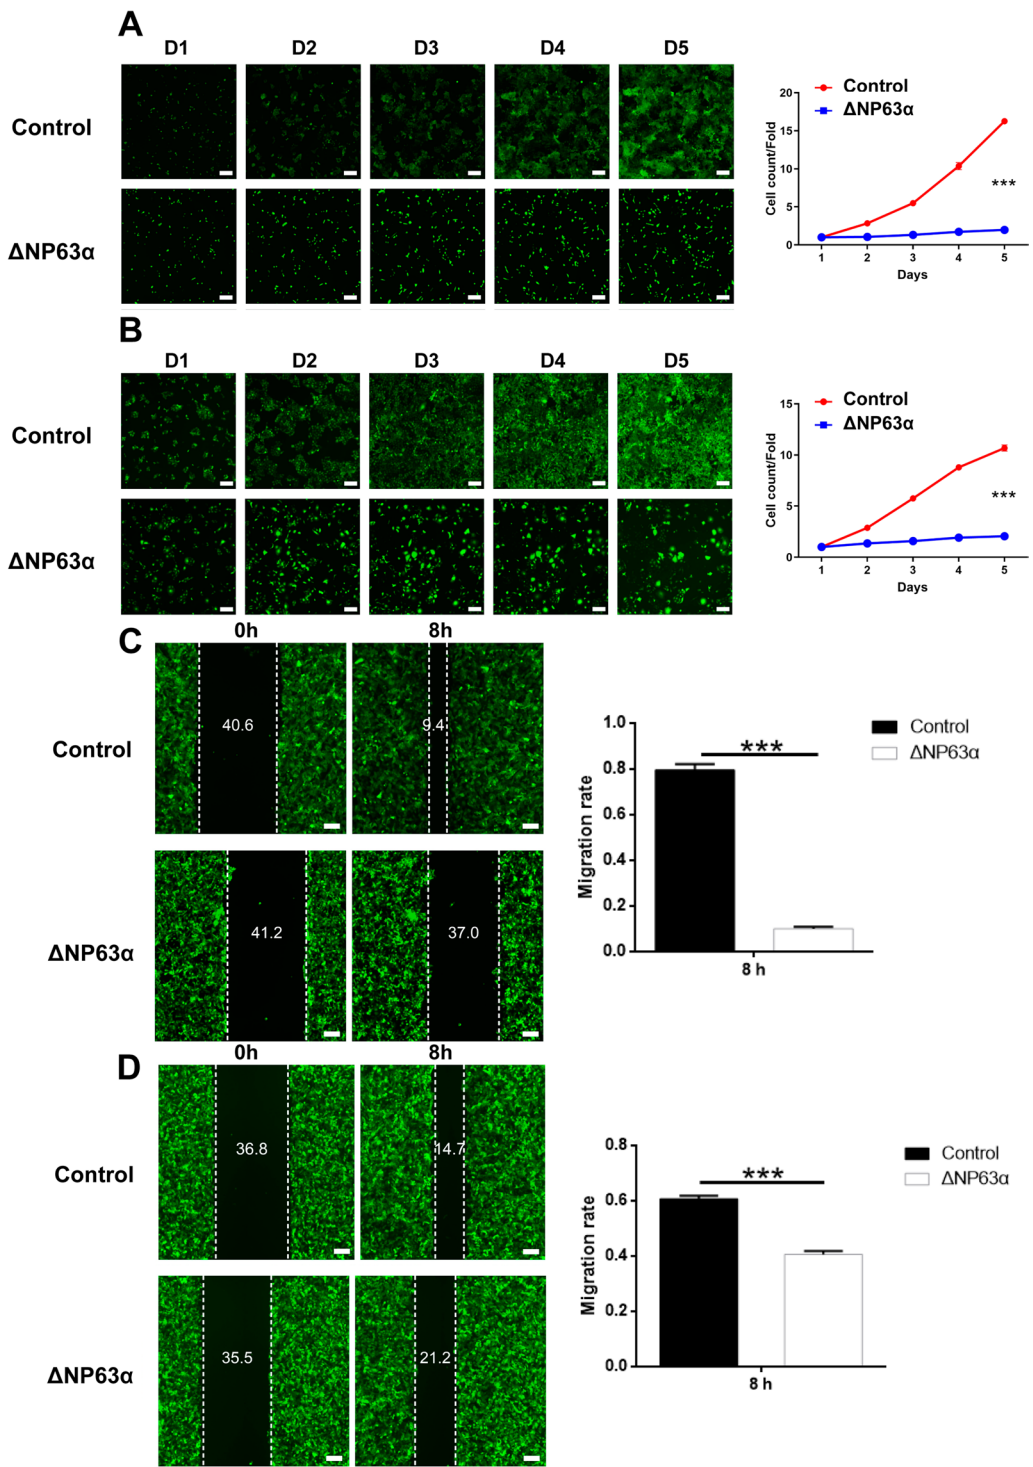 A
D1 D2 D3 D4 D5
Control
ΔNP63α
Control
ΔNP63α
Cell count/Fold
20
15
10
5
0
***
1 2 3 4 5
Days
B
D1 D2 D3 D4 D5
Control
ΔNP63α
Control
ΔNP63α
Cell count/Fold
15
10
5
0
***
1 2 3 4 5
Days
C
0h 8h
Control
40.6 9.4
ΔNP63α
41.2 37.0
Migration rate
1.0
0.8
0.6
0.4
0.2
0.0
***
Control
ΔNP63α
8 h
D
0h 8h
Control
36.8 14.7
ΔNP63α
35.5 21.2
Migration rate
0.8
0.6
0.4
0.2
0.0
***
Control
ΔNP63α
8 h